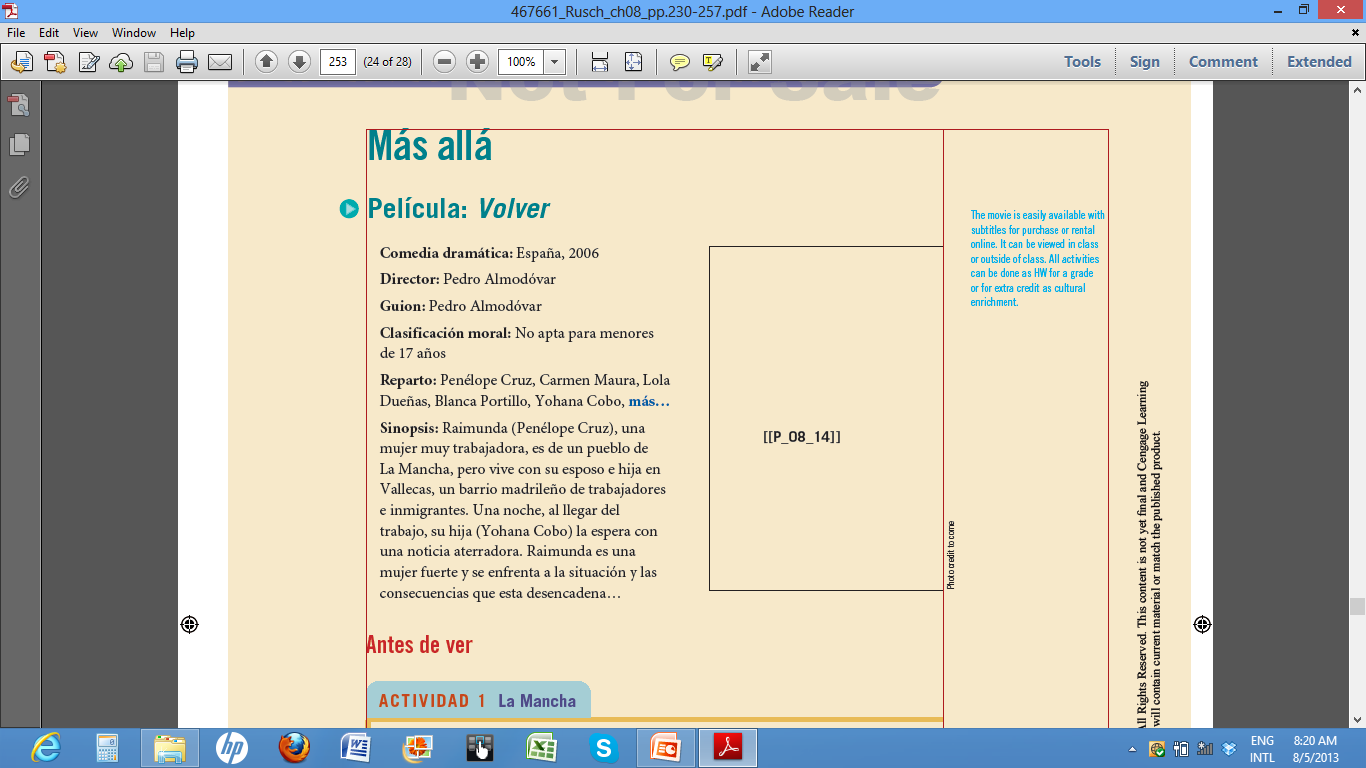 467661_Rusch_ch08_pp.230-257.pdf - Adobe Reader
File Edit View Window Help
253 (24 of 28) 100% Tools Sign Comment Extended
Not For Sale
Más allá
Película: Volver
Comedia dramática: España, 2006
Director: Pedro Almodóvar
Guion: Pedro Almodóvar
Clasificación moral: No apta para menores
de 17 años
Reparto: Penélope Cruz, Carmen Maura, Lola
Dueñas, Blanca Portillo, Yohana Cobo, más…
Sinopsis: Raimunda (Penélope Cruz), una
mujer muy trabajadora, es de un pueblo de
La Mancha, pero vive con su esposo e hija en
Vallecas, un barrio madrileño de trabajadores
e inmigrantes. Una noche, al llegar del
trabajo, su hija (Yohana Cobo) la espera con
una noticia aterradora. Raimunda es una
mujer fuerte y se enfrenta a la situación y las
consecuencias que esta desencadena…
[[P_08_14]]
Photo credit to come
The movie is easily available with
subtitles for purchase or rental
online. It can be viewed in class
or outside of class. All activities
can be done as HW for a grade
or for extra credit as cultural
enrichment.
All Rights Reserved. This content is not yet final and Cengage Learning
will contain current material or match the published product.
Antes de ver
ACTIVIDAD 1 La Mancha
hp
ENG 8:20 AM
INTL 8/5/2013